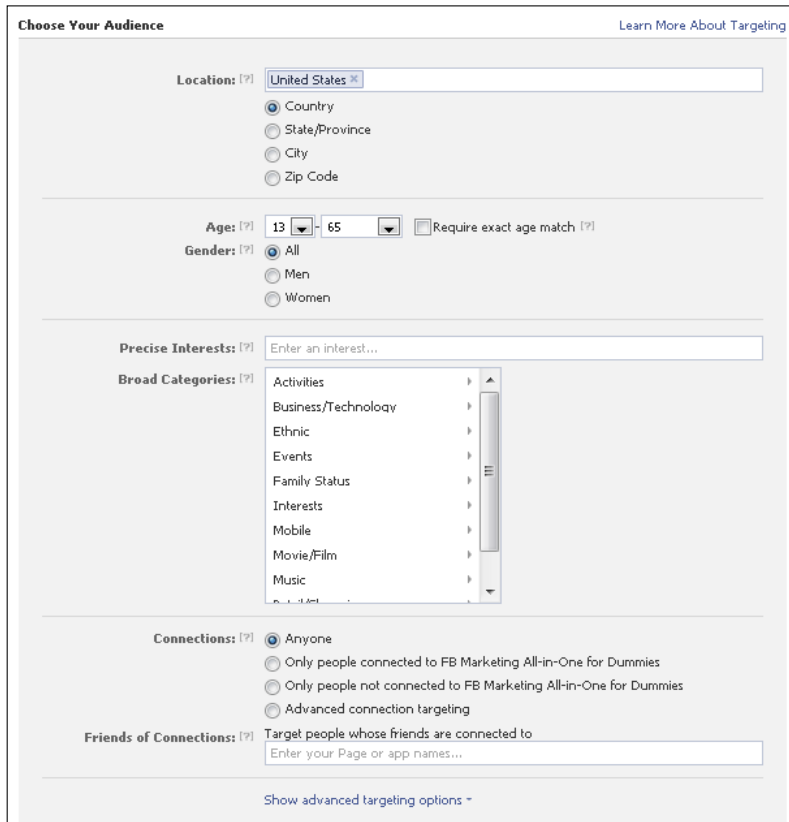 Choose Your Audience Learn More About Targeting
Location: [?] United States ×
Country
State/Province
City
Zip Code
Age: [?] 13 - 65 Require exact age match [?]
Gender: [?] All
Men
Women
Precise Interests: [?] Enter an interest...
Broad Categories: [?] Activities
Business/Technology
Ethnic
Events
Family Status
Interests
Mobile
Movie/Film
Music
Connections: [?] Anyone
Only people connected to FB Marketing All-in-One for Dummies
Only people not connected to FB Marketing All-in-One for Dummies
Advanced connection targeting
Friends of Connections: [?] Target people whose friends are connected to
Enter your Page or app names...
Show advanced targeting options